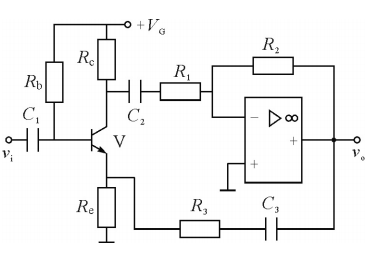 +V_G
R_c
R_2
R_b
R_1
C_1
C_2
− ▷ ∞
V
+
+
v_i
v_o
R_e
R_3
C_3